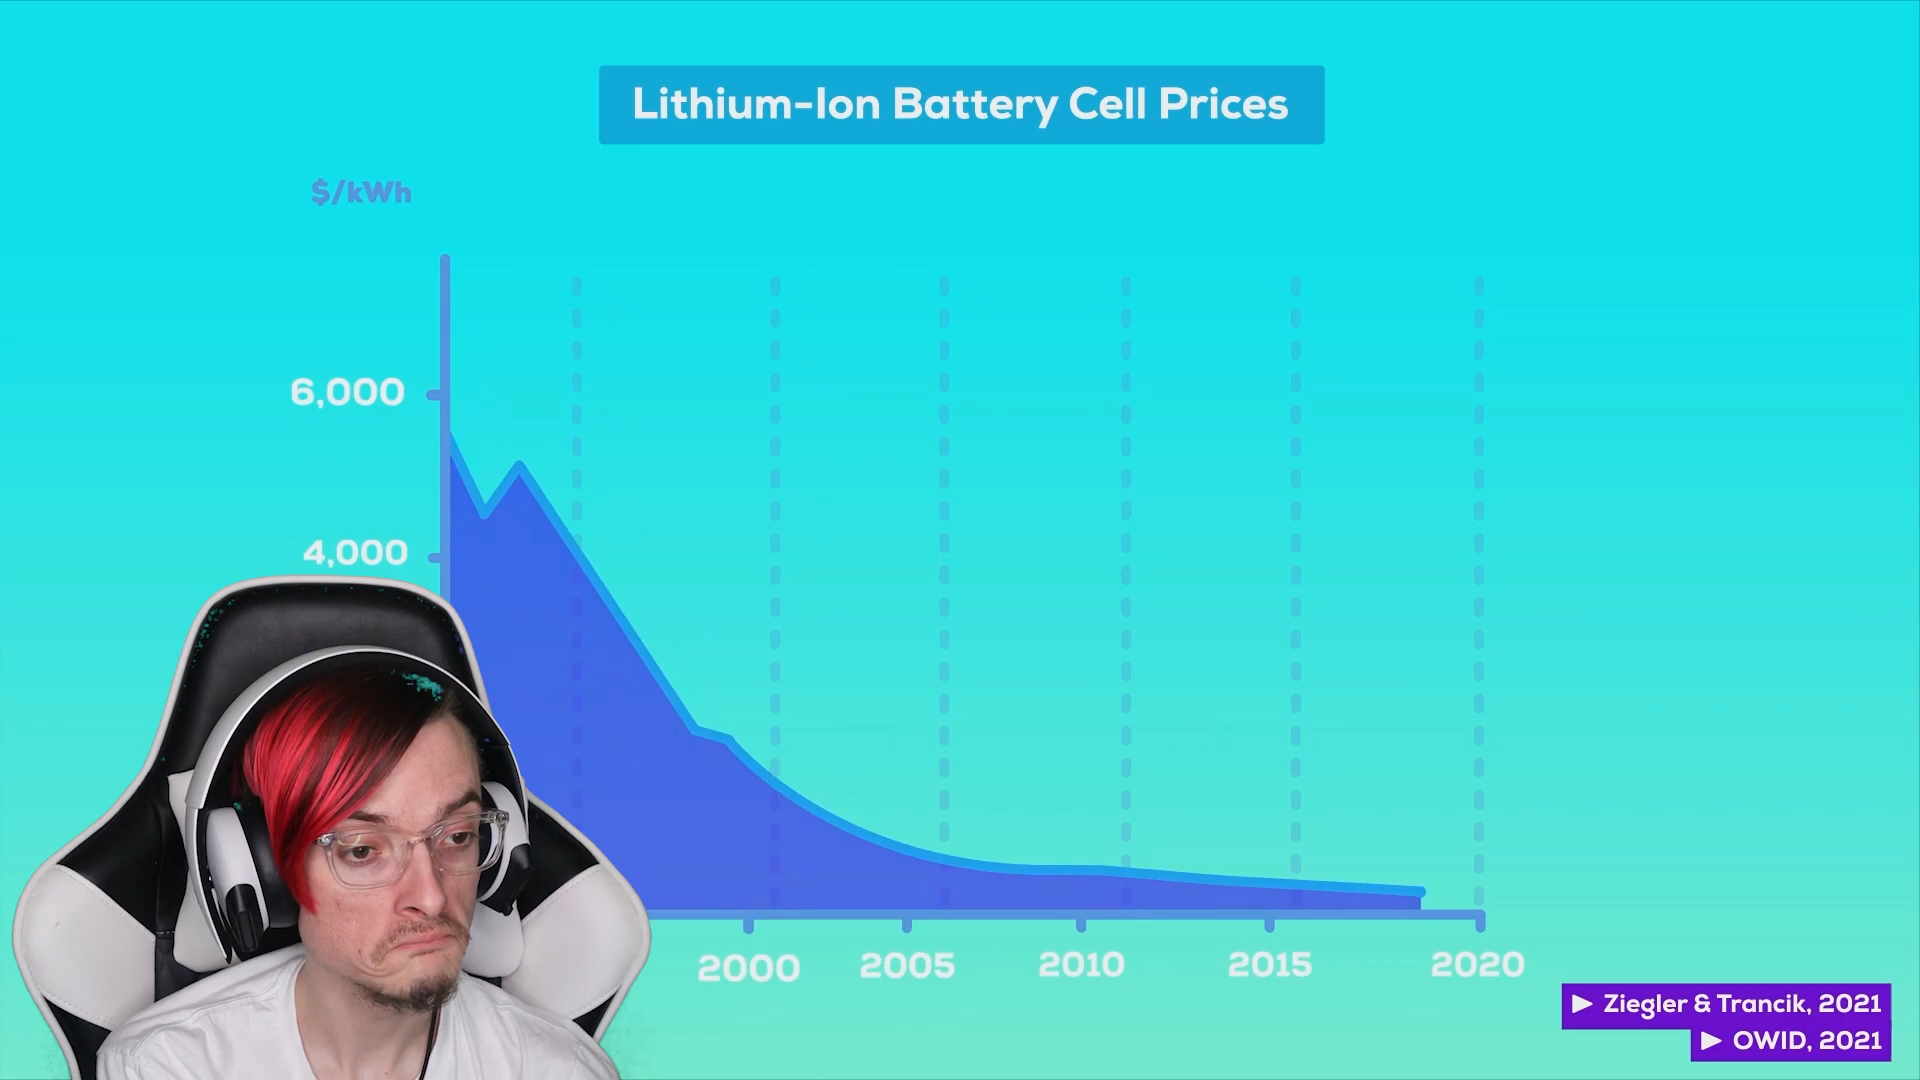 Lithium-Ion Battery Cell Prices
$/kWh
6,000
4,000
2000 2005 2010 2015 2020
► Ziegler & Trancik, 2021
► OWID, 2021